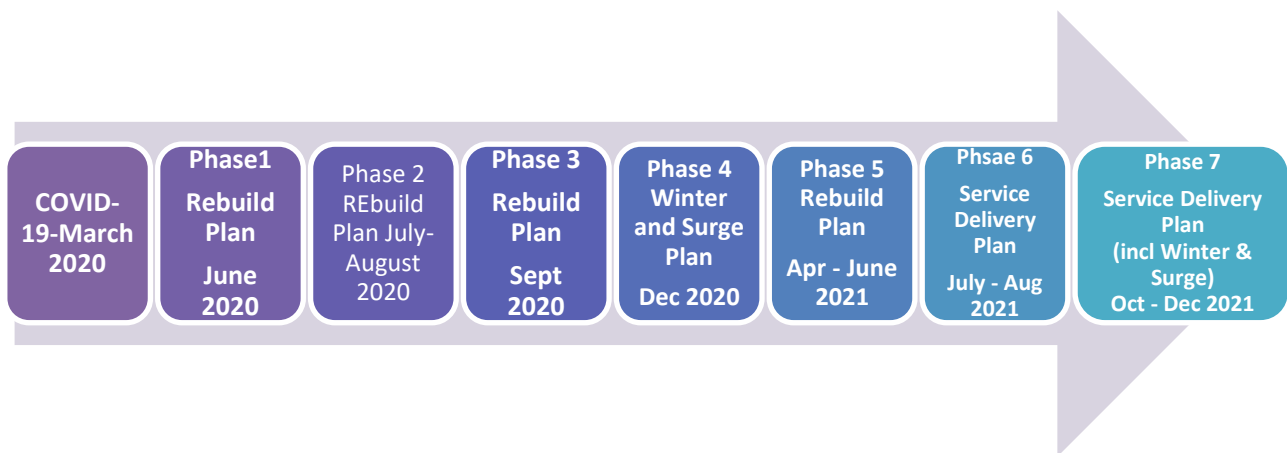 COVID-
19-March
2020
Phase1
Rebuild
Plan
June
2020
Phase 2
REbuild
Plan July-
August
2020
Phase 3
Rebuild
Plan
Sept
2020
Phase 4
Winter
and Surge
Plan
Dec 2020
Phase 5
Rebuild
Plan
Apr - June
2021
Phsae 6
Service
Delivery
Plan
July - Aug
2021
Phase 7
Service Delivery
Plan
(incl Winter &
Surge)
Oct - Dec 2021